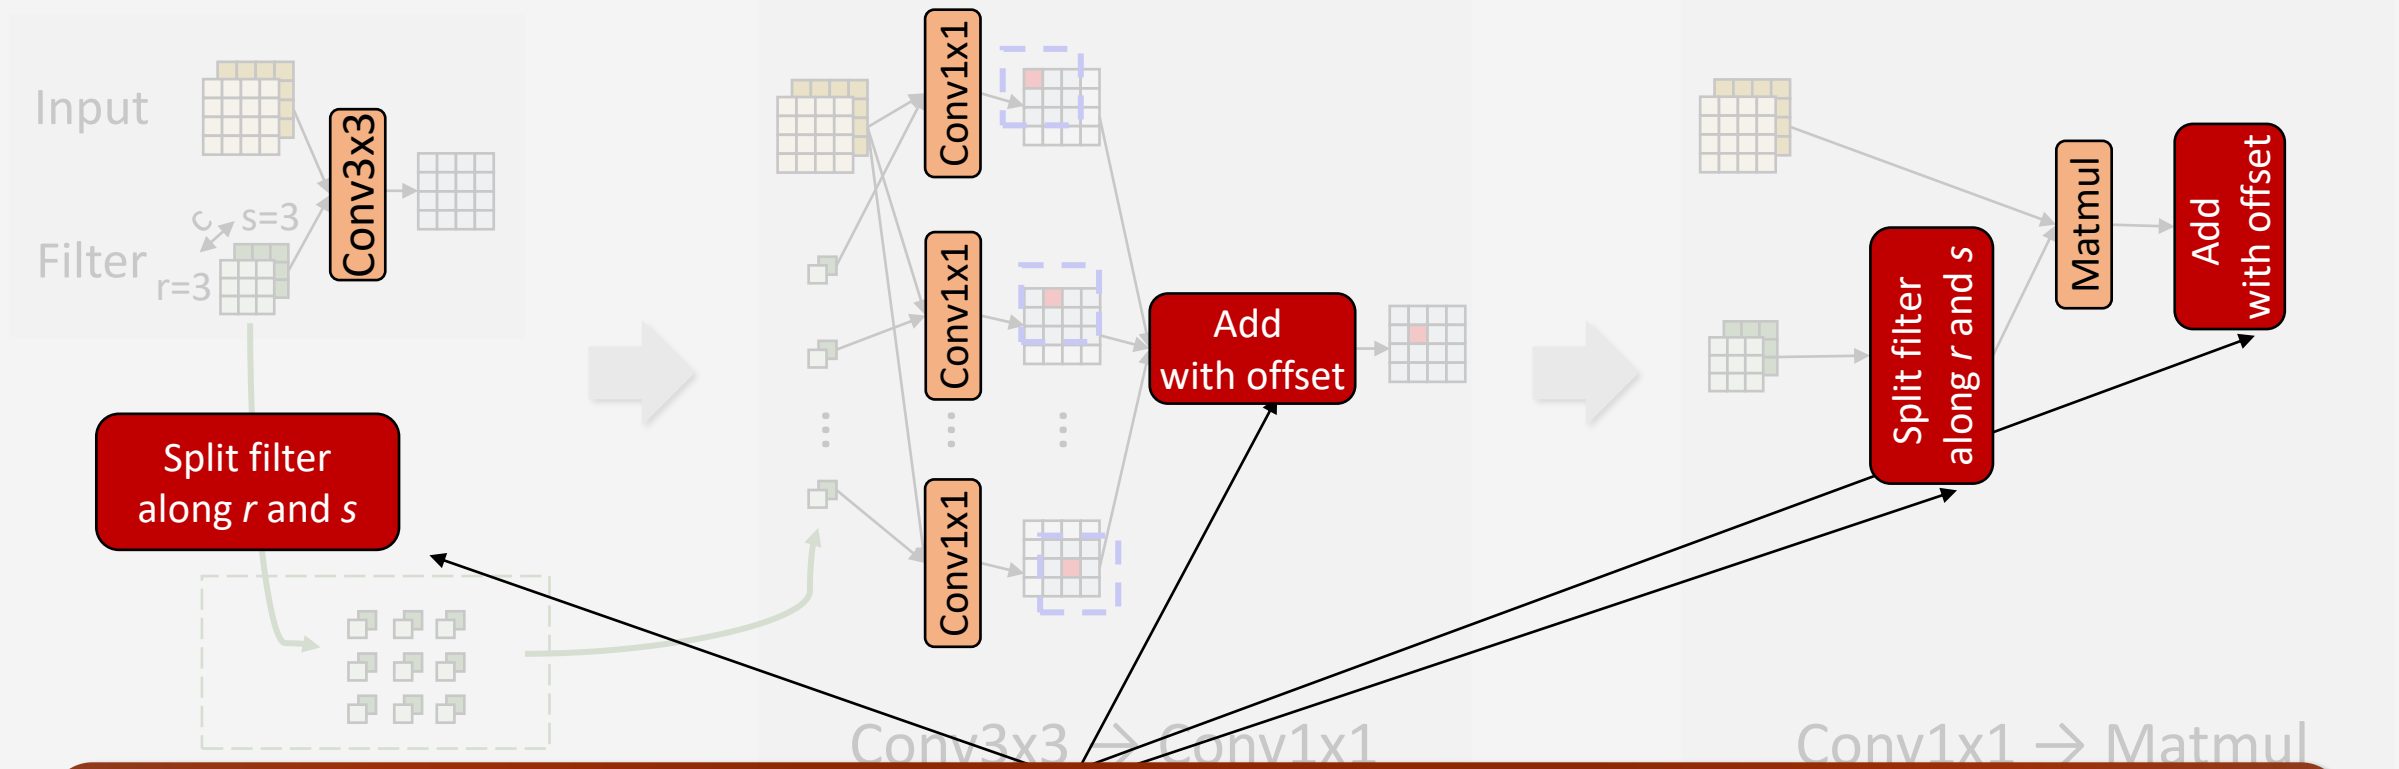 Input
Filter
c
s=3
r=3
Conv3x3
Split filter
along r and s
Conv1x1
Conv1x1
Conv1x1
Add
with offset
Conv3x3 → Conv1x1
Split filter
along r and s
Matmul
Add
with offset
Conv1x1 → Matmul